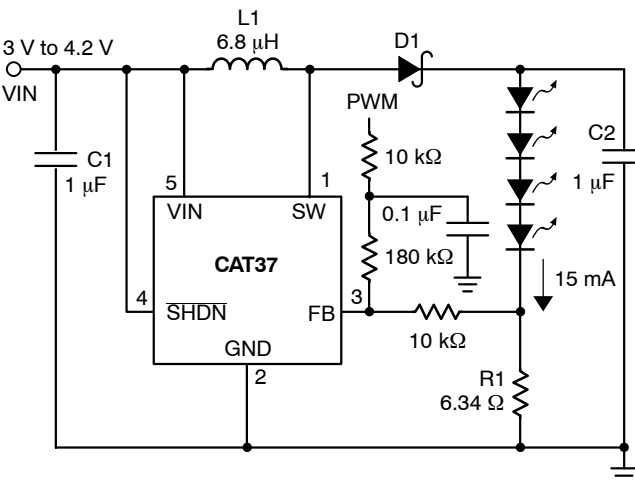 L1
6.8 μH
3 V to 4.2 V
VIN
D1
PWM
10 kΩ
C1
1 μF
C2
1 μF
0.1 μF
180 kΩ
5
1
VIN
SW
CAT37
4
SHDN
FB
3
GND
2
10 kΩ
15 mA
R1
6.34 Ω